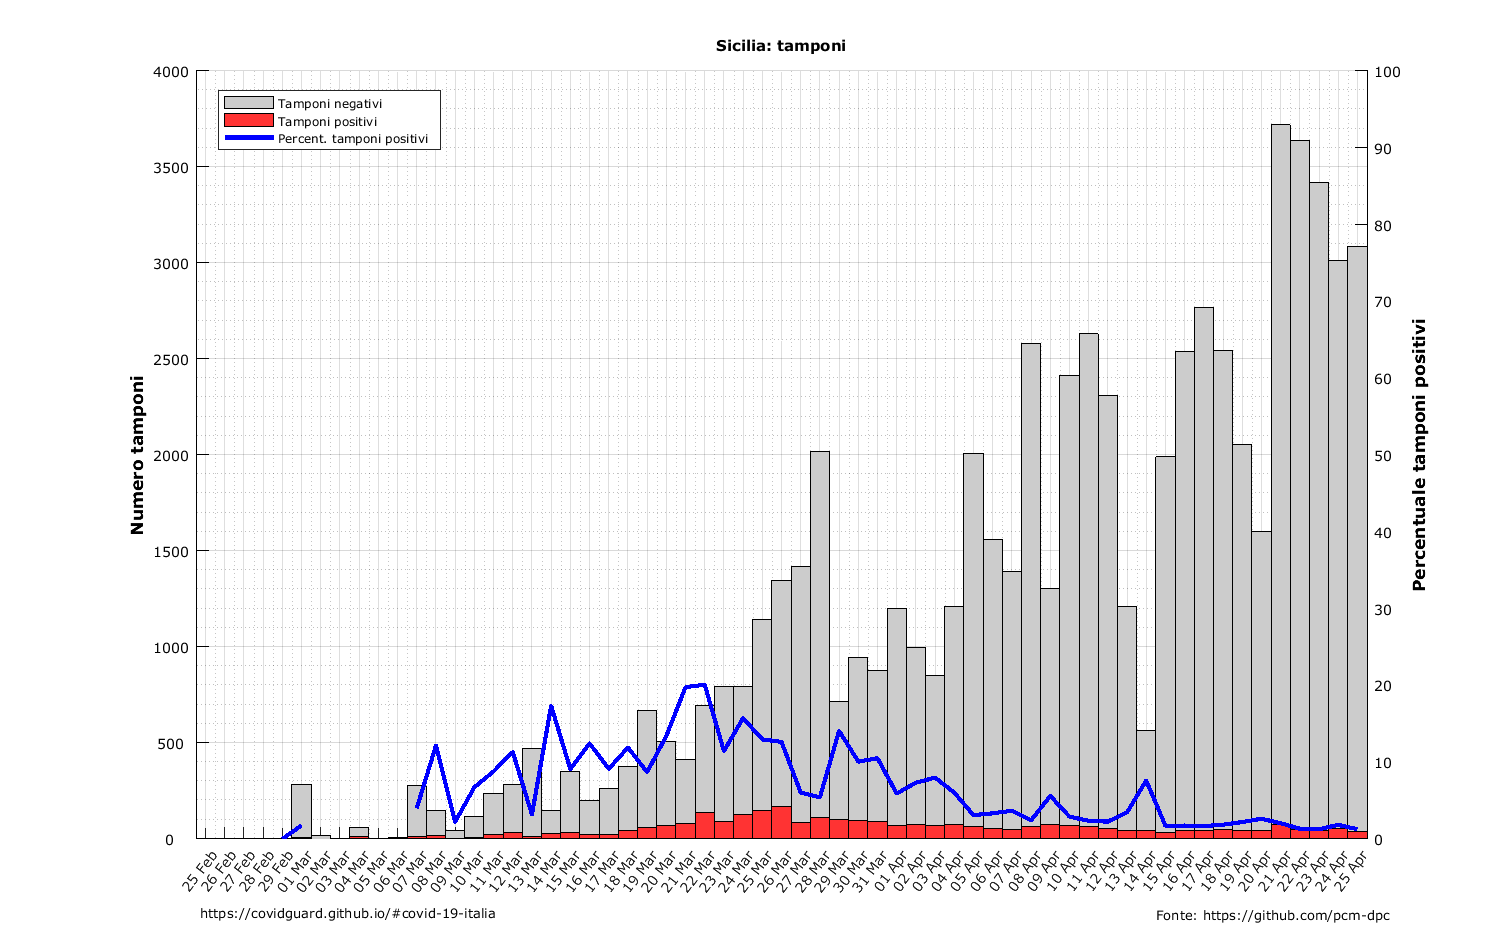 Sicilia: tamponi
4000
3500
3000
2500
2000
1500
1000
500
0
Numero tamponi
Tamponi negativi
Tamponi positivi
Percent. tamponi positivi
100
90
80
70
60
50
40
30
20
10
0
Percentuale tamponi positivi
25 Feb
26 Feb
27 Feb
28 Feb
29 Feb
01 Mar
02 Mar
03 Mar
04 Mar
05 Mar
06 Mar
07 Mar
08 Mar
09 Mar
10 Mar
11 Mar
12 Mar
13 Mar
14 Mar
15 Mar
16 Mar
17 Mar
18 Mar
19 Mar
20 Mar
21 Mar
22 Mar
23 Mar
24 Mar
25 Mar
26 Mar
27 Mar
28 Mar
29 Mar
30 Mar
31 Mar
01 Apr
02 Apr
03 Apr
04 Apr
05 Apr
06 Apr
07 Apr
08 Apr
09 Apr
10 Apr
11 Apr
12 Apr
13 Apr
14 Apr
15 Apr
16 Apr
17 Apr
18 Apr
19 Apr
20 Apr
21 Apr
22 Apr
23 Apr
24 Apr
25 Apr
https://covidguard.github.io/#covid-19-italia
Fonte: https://github.com/pcm-dpc